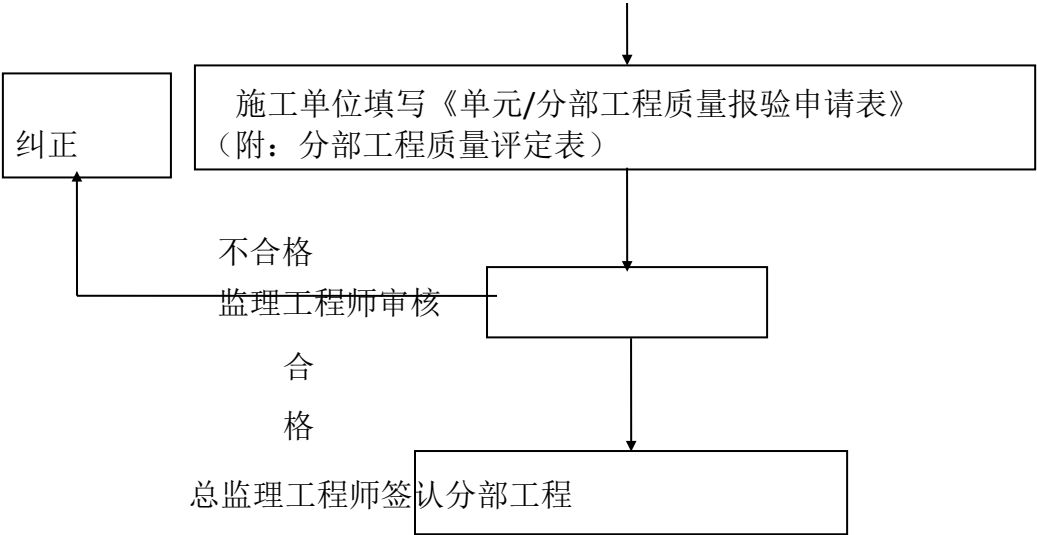 施工单位填写《单元/分部工程质量报验申请表》
纠正
（附：分部工程质量评定表）
不合格
监理工程师审核
合
格
总监理工程师签认分部工程